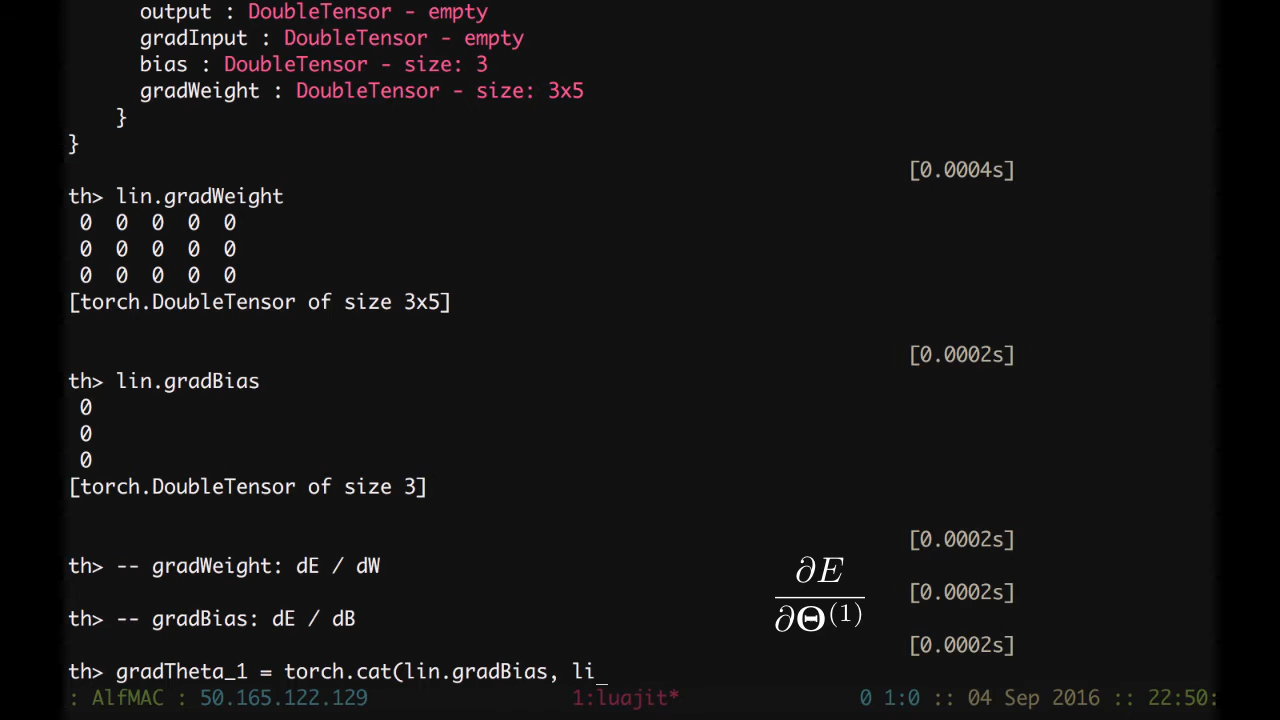 output : DoubleTensor - empty
gradInput : DoubleTensor - empty
bias : DoubleTensor - size: 3
gradWeight : DoubleTensor - size: 3x5
}
}
[0.0004s]
th> lin.gradWeight
0 0 0 0 0
0 0 0 0 0
0 0 0 0 0
[torch.DoubleTensor of size 3x5]
[0.0002s]
th> lin.gradBias
0
0
0
[torch.DoubleTensor of size 3]
[0.0002s]
th> -- gradWeight: dE / dW
[0.0002s]
th> -- gradBias: dE / dB
∂E
∂Θ(1)
[0.0002s]
th> gradTheta_1 = torch.cat(lin.gradBias, li_
: AlfMAC : 50.165.122.129 1:luajit* 0 1:0 :: 04 Sep 2016 :: 22:50: